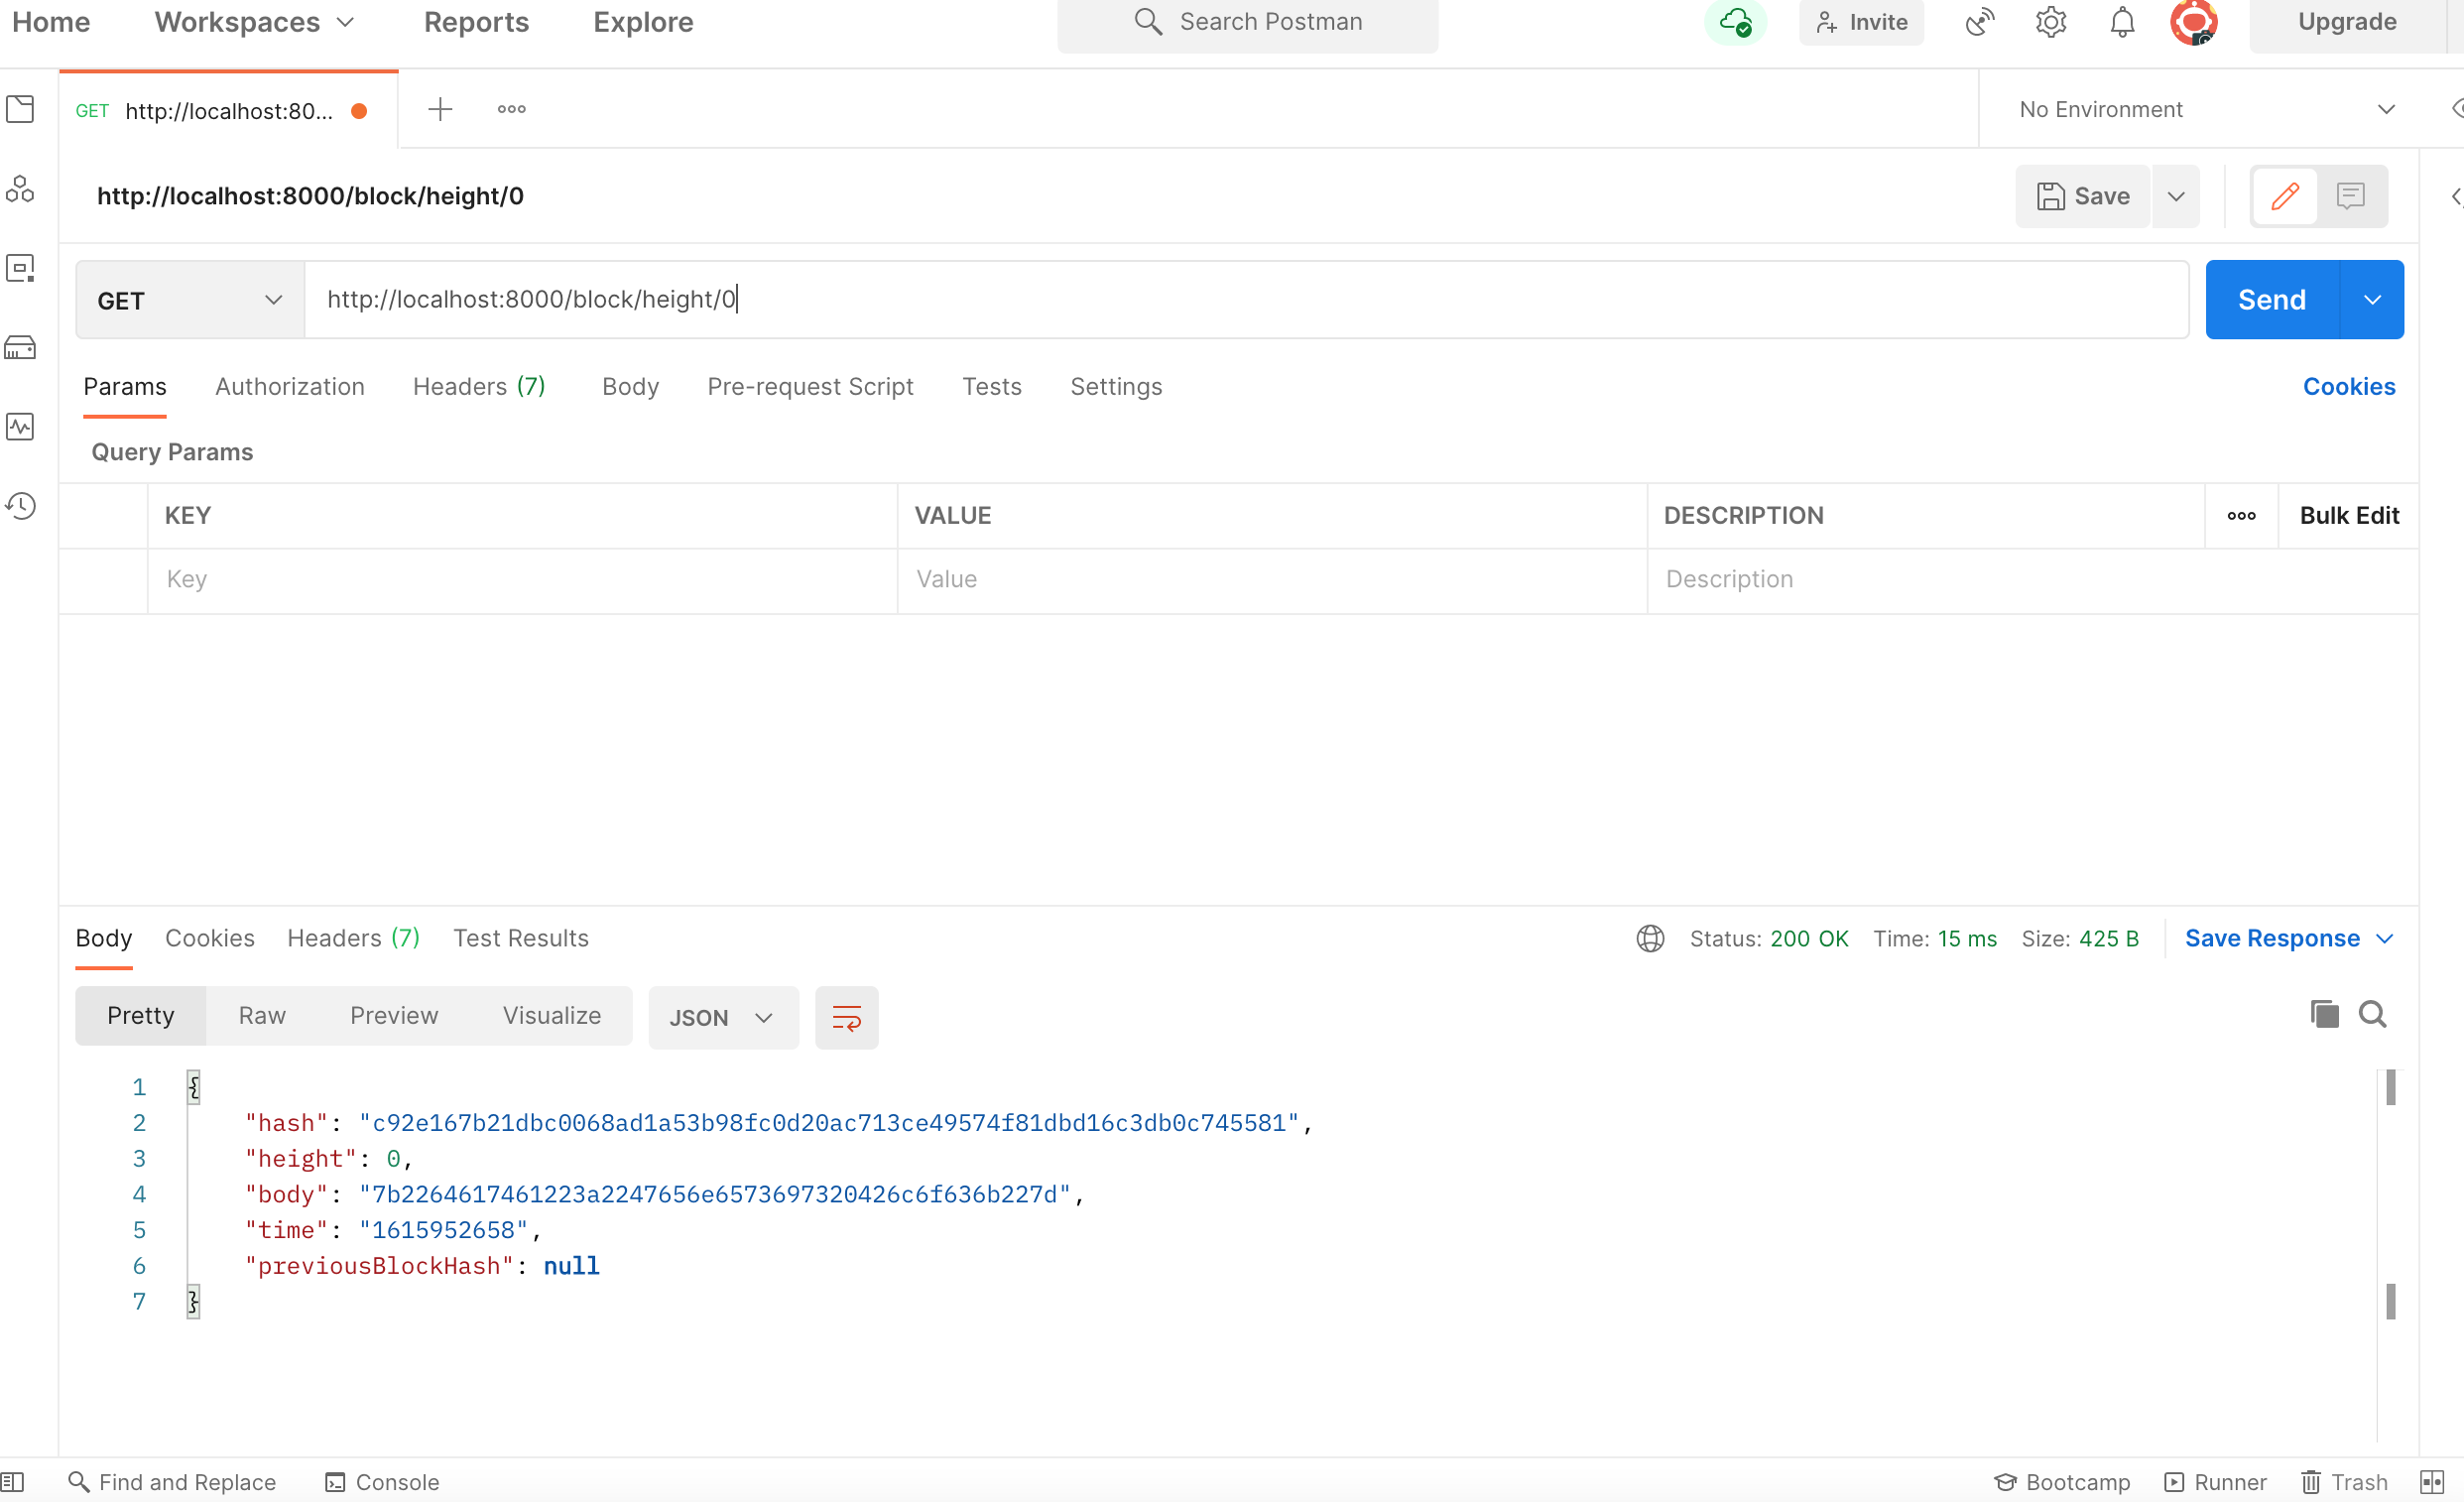 Home Workspaces Reports Explore Search Postman Invite Upgrade
GET http://localhost:80... No Environment
http://localhost:8000/block/height/0 Save
GET http://localhost:8000/block/height/0 Send
Params Authorization Headers (7) Body Pre-request Script Tests Settings Cookies
Query Params
KEY VALUE DESCRIPTION Bulk Edit
Key Value Description
Body Cookies Headers (7) Test Results Status: 200 OK Time: 15 ms Size: 425 B Save Response
Pretty Raw Preview Visualize JSON
1 {
2 "hash": "c92e167b21dbc0068ad1a53b98fc0d20ac713ce49574f81dbd16c3db0c745581",
3 "height": 0,
4 "body": "7b2264617461223a2247656e6573697320426c6f636b227d",
5 "time": "1615952658",
6 "previousBlockHash": null
7 }
Find and Replace Console Bootcamp Runner Trash